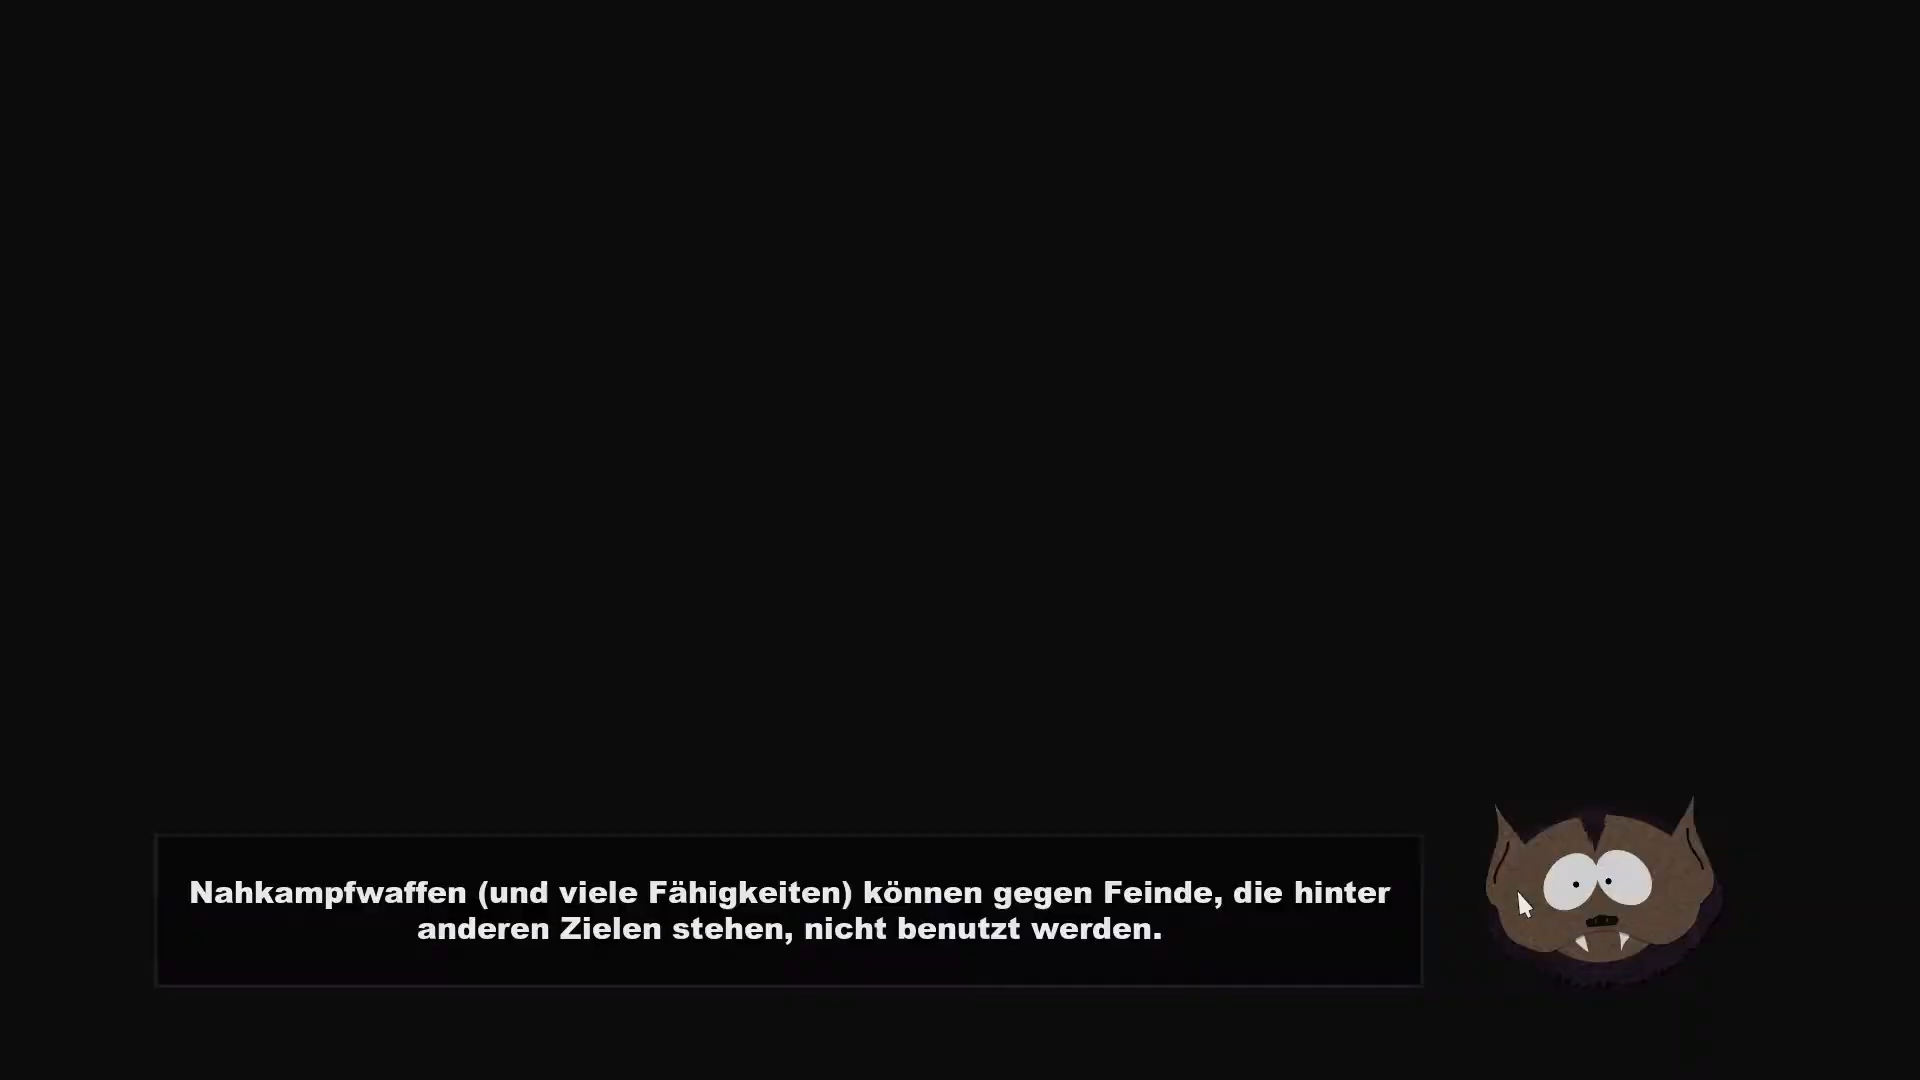 Nahkampfwaffen (und viele Fähigkeiten) können gegen Feinde, die hinter
anderen Zielen stehen, nicht benutzt werden.